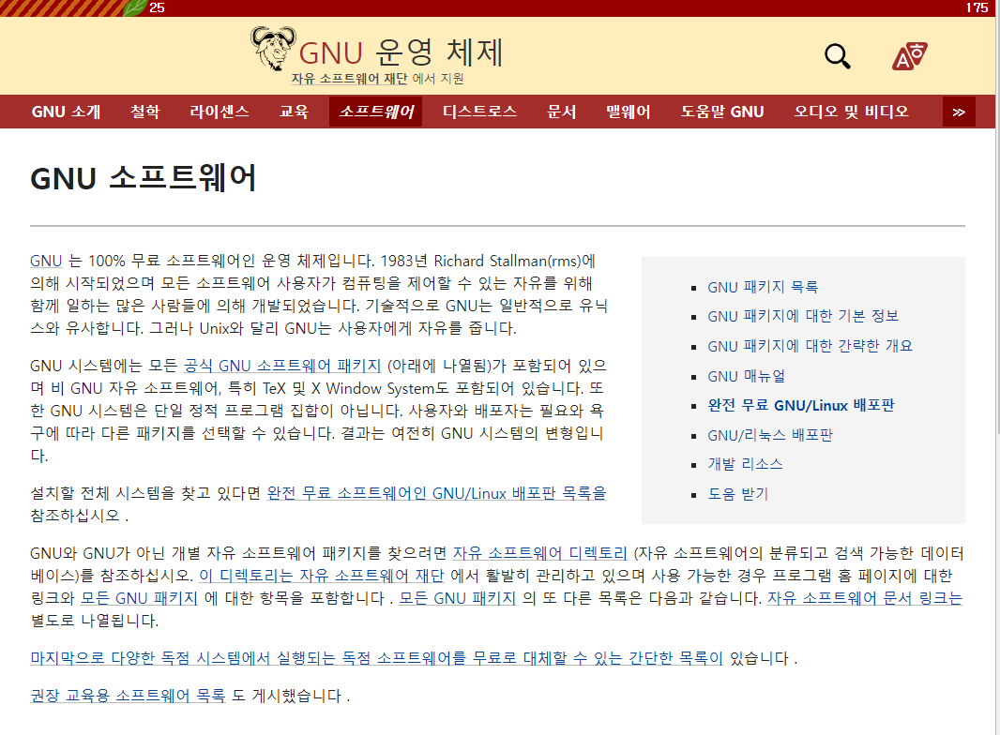 25 175
GNU 운영 체제
자유 소프트웨어 재단 에서 지원
A 허
GNU 소개 철학 라이센스 교육 소프트웨어 디스트로스 문서 맬웨어 도움말 GNU 오디오 및 비디오 ≫
GNU 소프트웨어
GNU 는 100% 무료 소프트웨어인 운영 체제입니다. 1983년 Richard Stallman(rms)에
의해 시작되었으며 모든 소프트웨어 사용자가 컴퓨팅을 제어할 수 있는 자유를 위해
함께 일하는 많은 사람들에 의해 개발되었습니다. 기술적으로 GNU는 일반적으로 유닉
스와 유사합니다. 그러나 Unix와 달리 GNU는 사용자에게 자유를 줍니다.
GNU 시스템에는 모든 공식 GNU 소프트웨어 패키지 (아래에 나열됨)가 포함되어 있으
며 비 GNU 자유 소프트웨어, 특히 TeX 및 X Window System도 포함되어 있습니다. 또
한 GNU 시스템은 단일 정적 프로그램 집합이 아닙니다. 사용자와 배포자는 필요와 욕
구에 따라 다른 패키지를 선택할 수 있습니다. 결과는 여전히 GNU 시스템의 변형입니
다.
설치할 전체 시스템을 찾고 있다면 완전 무료 소프트웨어인 GNU/Linux 배포판 목록을
참조하십시오 .
GNU 패키지 목록
GNU 패키지에 대한 기본 정보
GNU 패키지에 대한 간략한 개요
GNU 매뉴얼
완전 무료 GNU/Linux 배포판
GNU/리눅스 배포판
개발 리소스
도움 받기
GNU와 GNU가 아닌 개별 자유 소프트웨어 패키지를 찾으려면 자유 소프트웨어 디렉토리 (자유 소프트웨어의 분류되고 검색 가능한 데이터
베이스)를 참조하십시오. 이 디렉토리는 자유 소프트웨어 재단 에서 활발히 관리하고 있으며 사용 가능한 경우 프로그램 홈 페이지에 대한
링크와 모든 GNU 패키지 에 대한 항목을 포함합니다 . 모든 GNU 패키지 의 또 다른 목록은 다음과 같습니다. 자유 소프트웨어 문서 링크는
별도로 나열됩니다.
마지막으로 다양한 독점 시스템에서 실행되는 독점 소프트웨어를 무료로 대체할 수 있는 간단한 목록이 있습니다 .
권장 교육용 소프트웨어 목록 도 게시했습니다 .